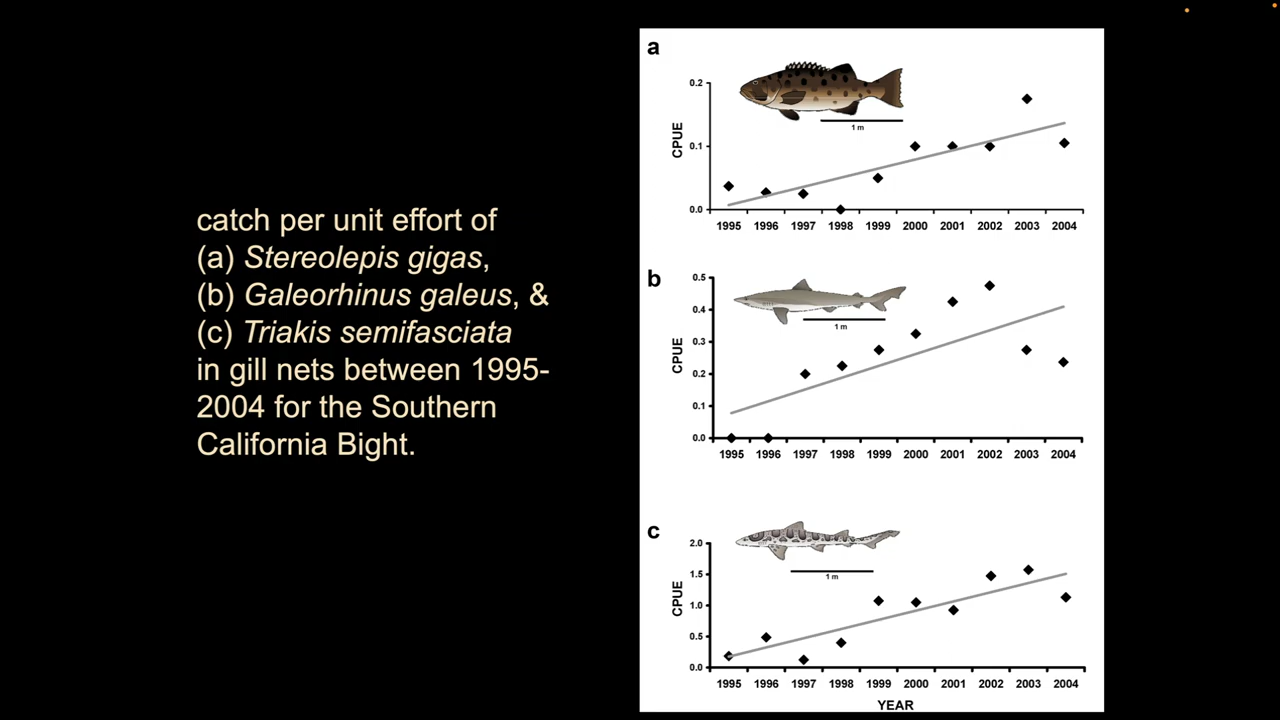 catch per unit effort of
(a) Stereolepis gigas,
(b) Galeorhinus galeus, &
(c) Triakis semifasciata
in gill nets between 1995-
2004 for the Southern
California Bight.
a
0.2
0.1
0.0
CPUE
1 m
1995 1996 1997 1998 1999 2000 2001 2002 2003 2004
b
0.5
0.4
0.3
0.2
0.1
0.0
CPUE
1 m
1995 1996 1997 1998 1999 2000 2001 2002 2003 2004
c
2.0
1.5
1.0
0.5
0.0
CPUE
1 m
1995 1996 1997 1998 1999 2000 2001 2002 2003 2004
YEAR